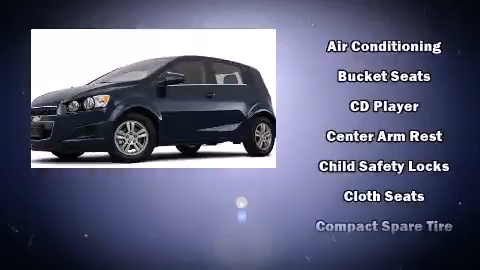 Air Conditioning
Bucket Seats
CD Player
Center Arm Rest
Child Safety Locks
Cloth Seats
Compact Spare Tire